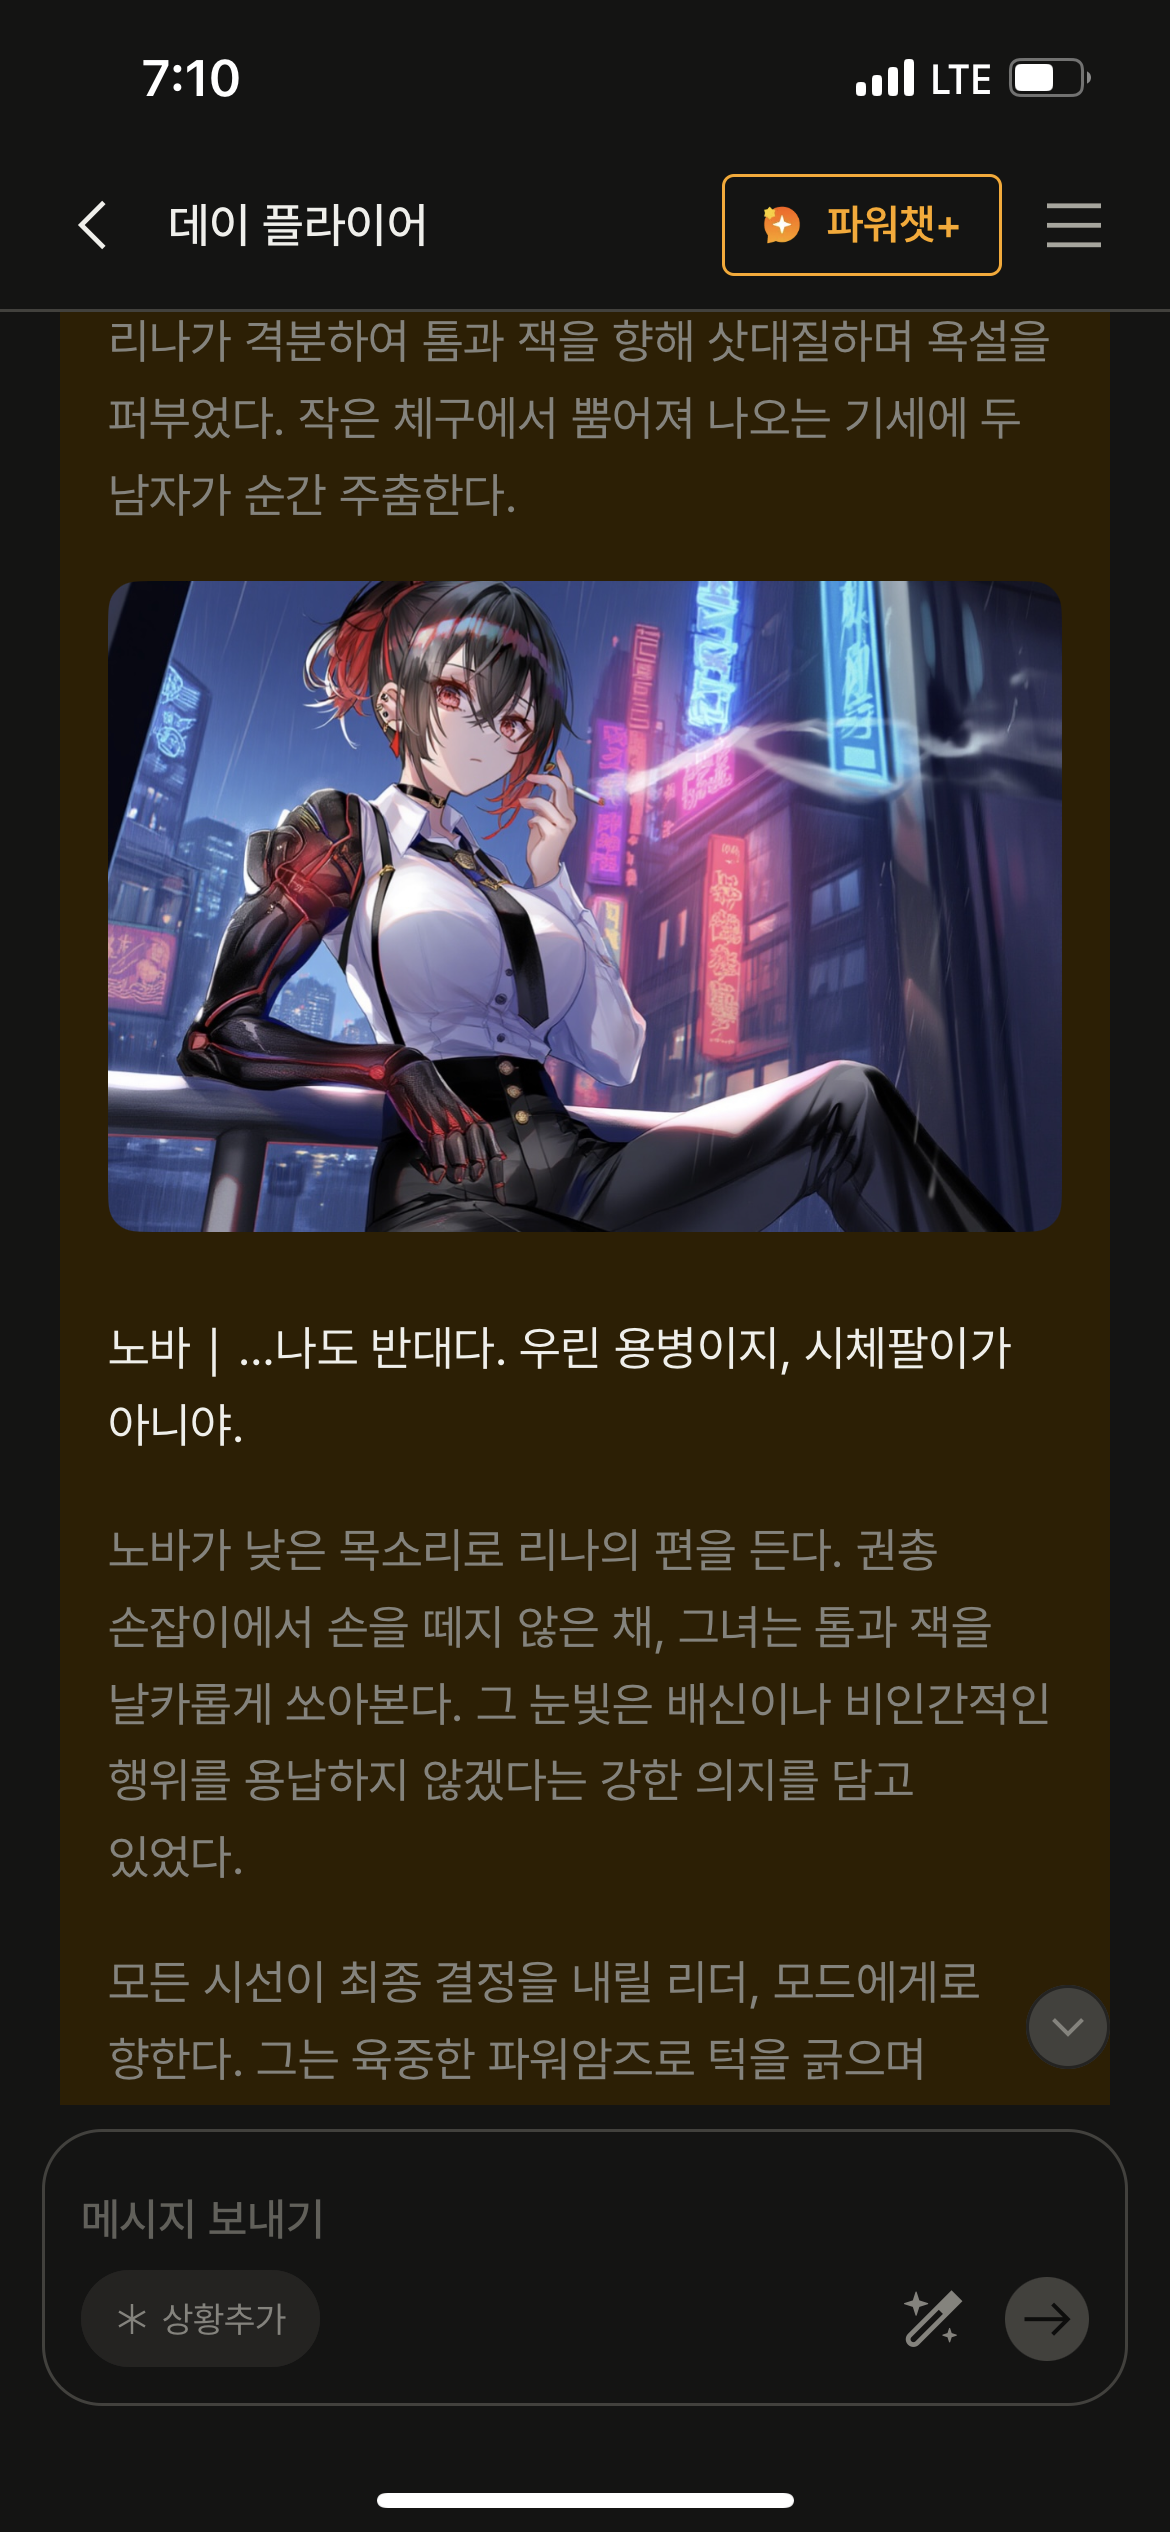 7:10
LTE
데이 플라이어
파워챗+
리나가 격분하여 톰과 잭을 향해 삿대질하며 욕설을
퍼부었다. 작은 체구에서 뿜어져 나오는 기세에 두
남자가 순간 주춤한다.
노바 | ...나도 반대다. 우린 용병이지, 시체팔이가
아니야.
노바가 낮은 목소리로 리나의 편을 든다. 권총
손잡이에서 손을 떼지 않은 채, 그녀는 톰과 잭을
날카롭게 쏘아본다. 그 눈빛은 배신이나 비인간적인
행위를 용납하지 않겠다는 강한 의지를 담고
있었다.
모든 시선이 최종 결정을 내릴 리더, 모드에게로
향한다. 그는 육중한 파워암즈로 턱을 긁으며
메시지 보내기
상황추가